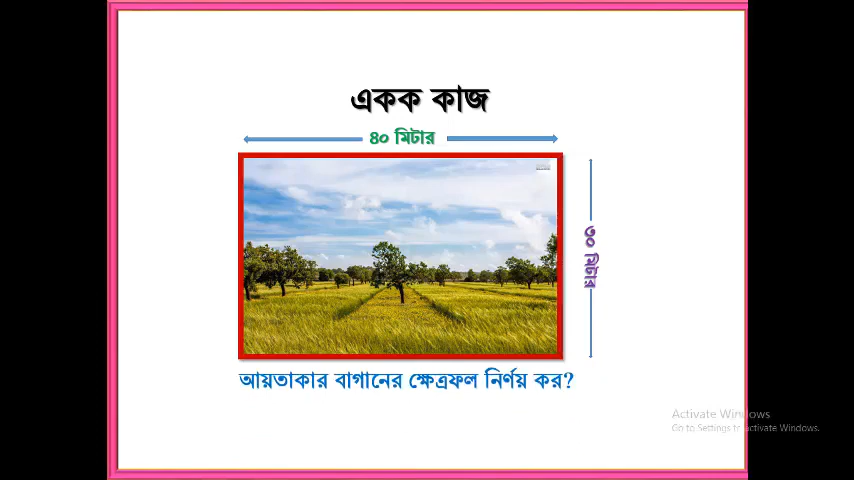 একক কাজ
৪০ মিটার
৩০ মিটার
আয়তাকার বাগানের ক্ষেত্রফল নির্ণয় কর?
Activate Windows
Go to Settings to activate Windows.